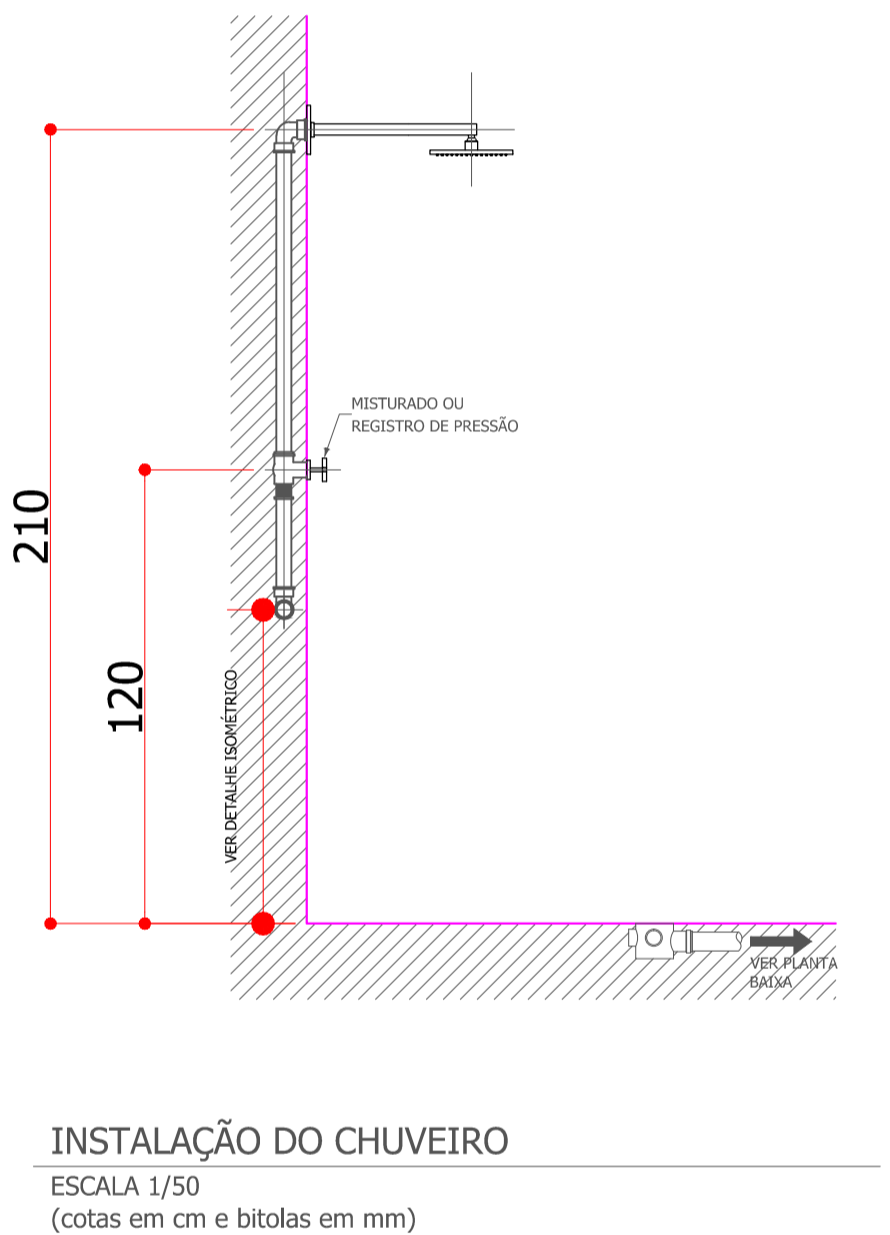 MISTURADO OU
REGISTRO DE PRESSÃO
210
120
VER DETALHE ISOMÉTRICO
VER PLANTA
BAIXA
INSTALAÇÃO DO CHUVEIRO
ESCALA 1/50
(cotas em cm e bitolas em mm)